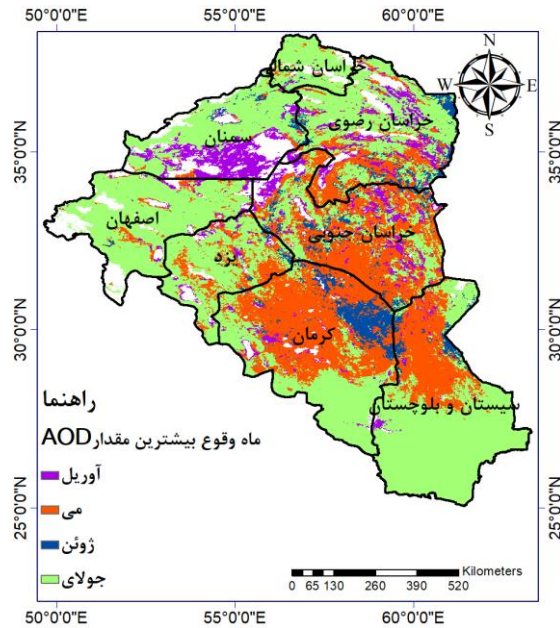 50°0'0"E 55°0'0"E 60°0'0"E
N
W E
S
خراسان شمالی
خراسان رضوی
سمنان
35°0'0"N 35°0'0"N
اصفهان
خراسان جنوبی
یزد
30°0'0"N 30°0'0"N
کرمان
سیستان و بلوچستان
راهنما
ماه وقوع بیشترین مقدار AOD
آوریل
می
ژوئن
جولای
25°0'0"N 25°0'0"N
Kilometers
0 65 130 260 390 520
50°0'0"E 55°0'0"E 60°0'0"E